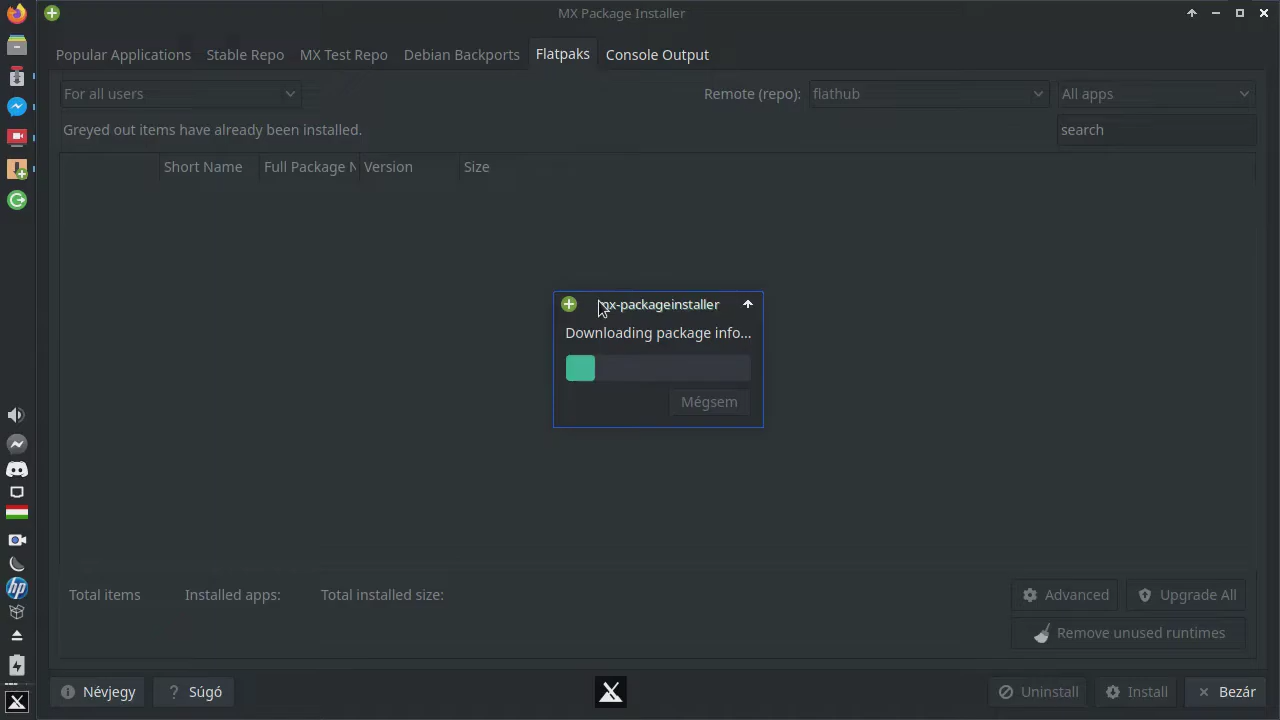 MX Package Installer
Popular Applications Stable Repo MX Test Repo Debian Backports Flatpaks Console Output
For all users Remote (repo): flathub All apps
Greyed out items have already been installed. search
Short Name Full Package N Version Size
mx-packageinstaller
Downloading package info...
Mégsem
Total items Installed apps: Total installed size: Advanced Upgrade All
Remove unused runtimes
Névjegy ? Súgó Uninstall Install Bezár